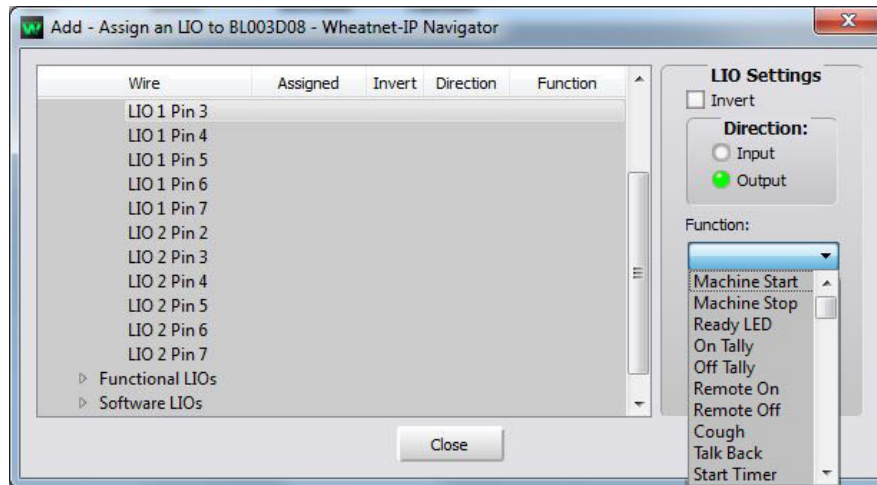 Add - Assign an LIO to BL003D08 - Wheatnet-IP Navigator
Wire Assigned Invert Direction Function
LIO 1 Pin 3
LIO 1 Pin 4
LIO 1 Pin 5
LIO 1 Pin 6
LIO 1 Pin 7
LIO 2 Pin 2
LIO 2 Pin 3
LIO 2 Pin 4
LIO 2 Pin 5
LIO 2 Pin 6
LIO 2 Pin 7
Functional LIOs
Software LIOs
Close
LIO Settings
Invert
Direction:
Input
Output
Function:
Machine Start
Machine Stop
Ready LED
On Tally
Off Tally
Remote On
Remote Off
Cough
Talk Back
Start Timer